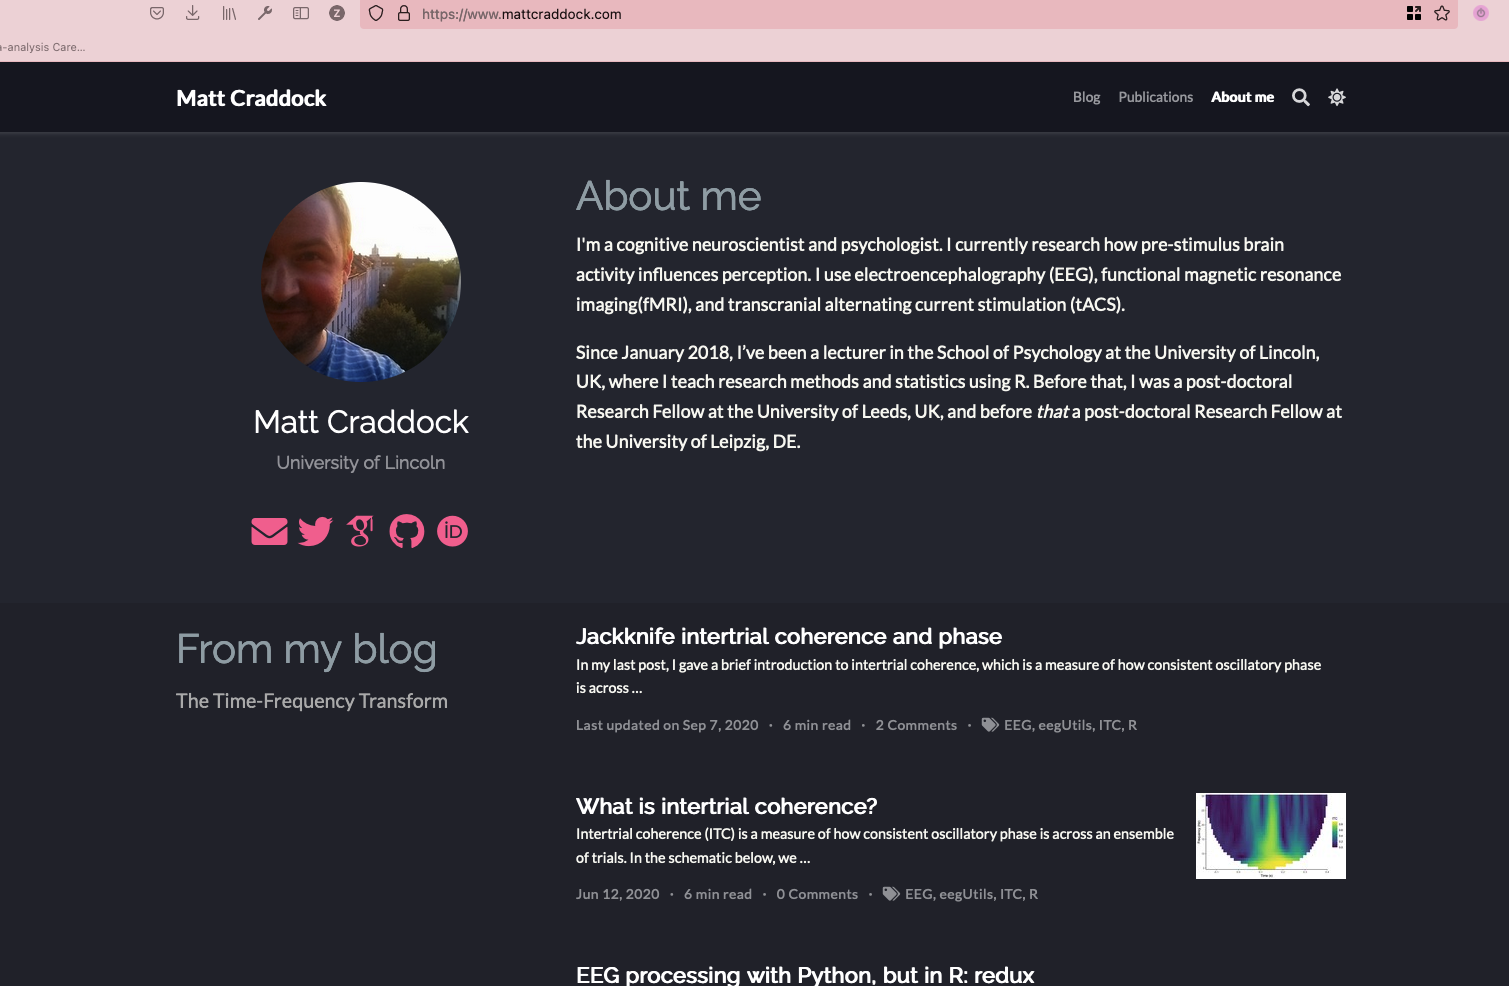 https://www.mattcraddock.com
-analysis Care...
Matt Craddock
Blog Publications About me
About me
I'm a cognitive neuroscientist and psychologist. I currently research how pre-stimulus brain
activity influences perception. I use electroencephalography (EEG), functional magnetic resonance
imaging(fMRI), and transcranial alternating current stimulation (tACS).
Since January 2018, I've been a lecturer in the School of Psychology at the University of Lincoln,
UK, where I teach research methods and statistics using R. Before that, I was a post-doctoral
Research Fellow at the University of Leeds, UK, and before that a post-doctoral Research Fellow at
the University of Leipzig, DE.
Matt Craddock
University of Lincoln
From my blog
The Time-Frequency Transform
Jackknife intertrial coherence and phase
In my last post, I gave a brief introduction to intertrial coherence, which is a measure of how consistent oscillatory phase
is across ...
Last updated on Sep 7, 2020 · 6 min read · 2 Comments · EEG, eegUtils, ITC, R
What is intertrial coherence?
Intertrial coherence (ITC) is a measure of how consistent oscillatory phase is across an ensemble
of trials. In the schematic below, we ...
Jun 12, 2020 · 6 min read · 0 Comments · EEG, eegUtils, ITC, R
EEG processing with Python, but in R: redux